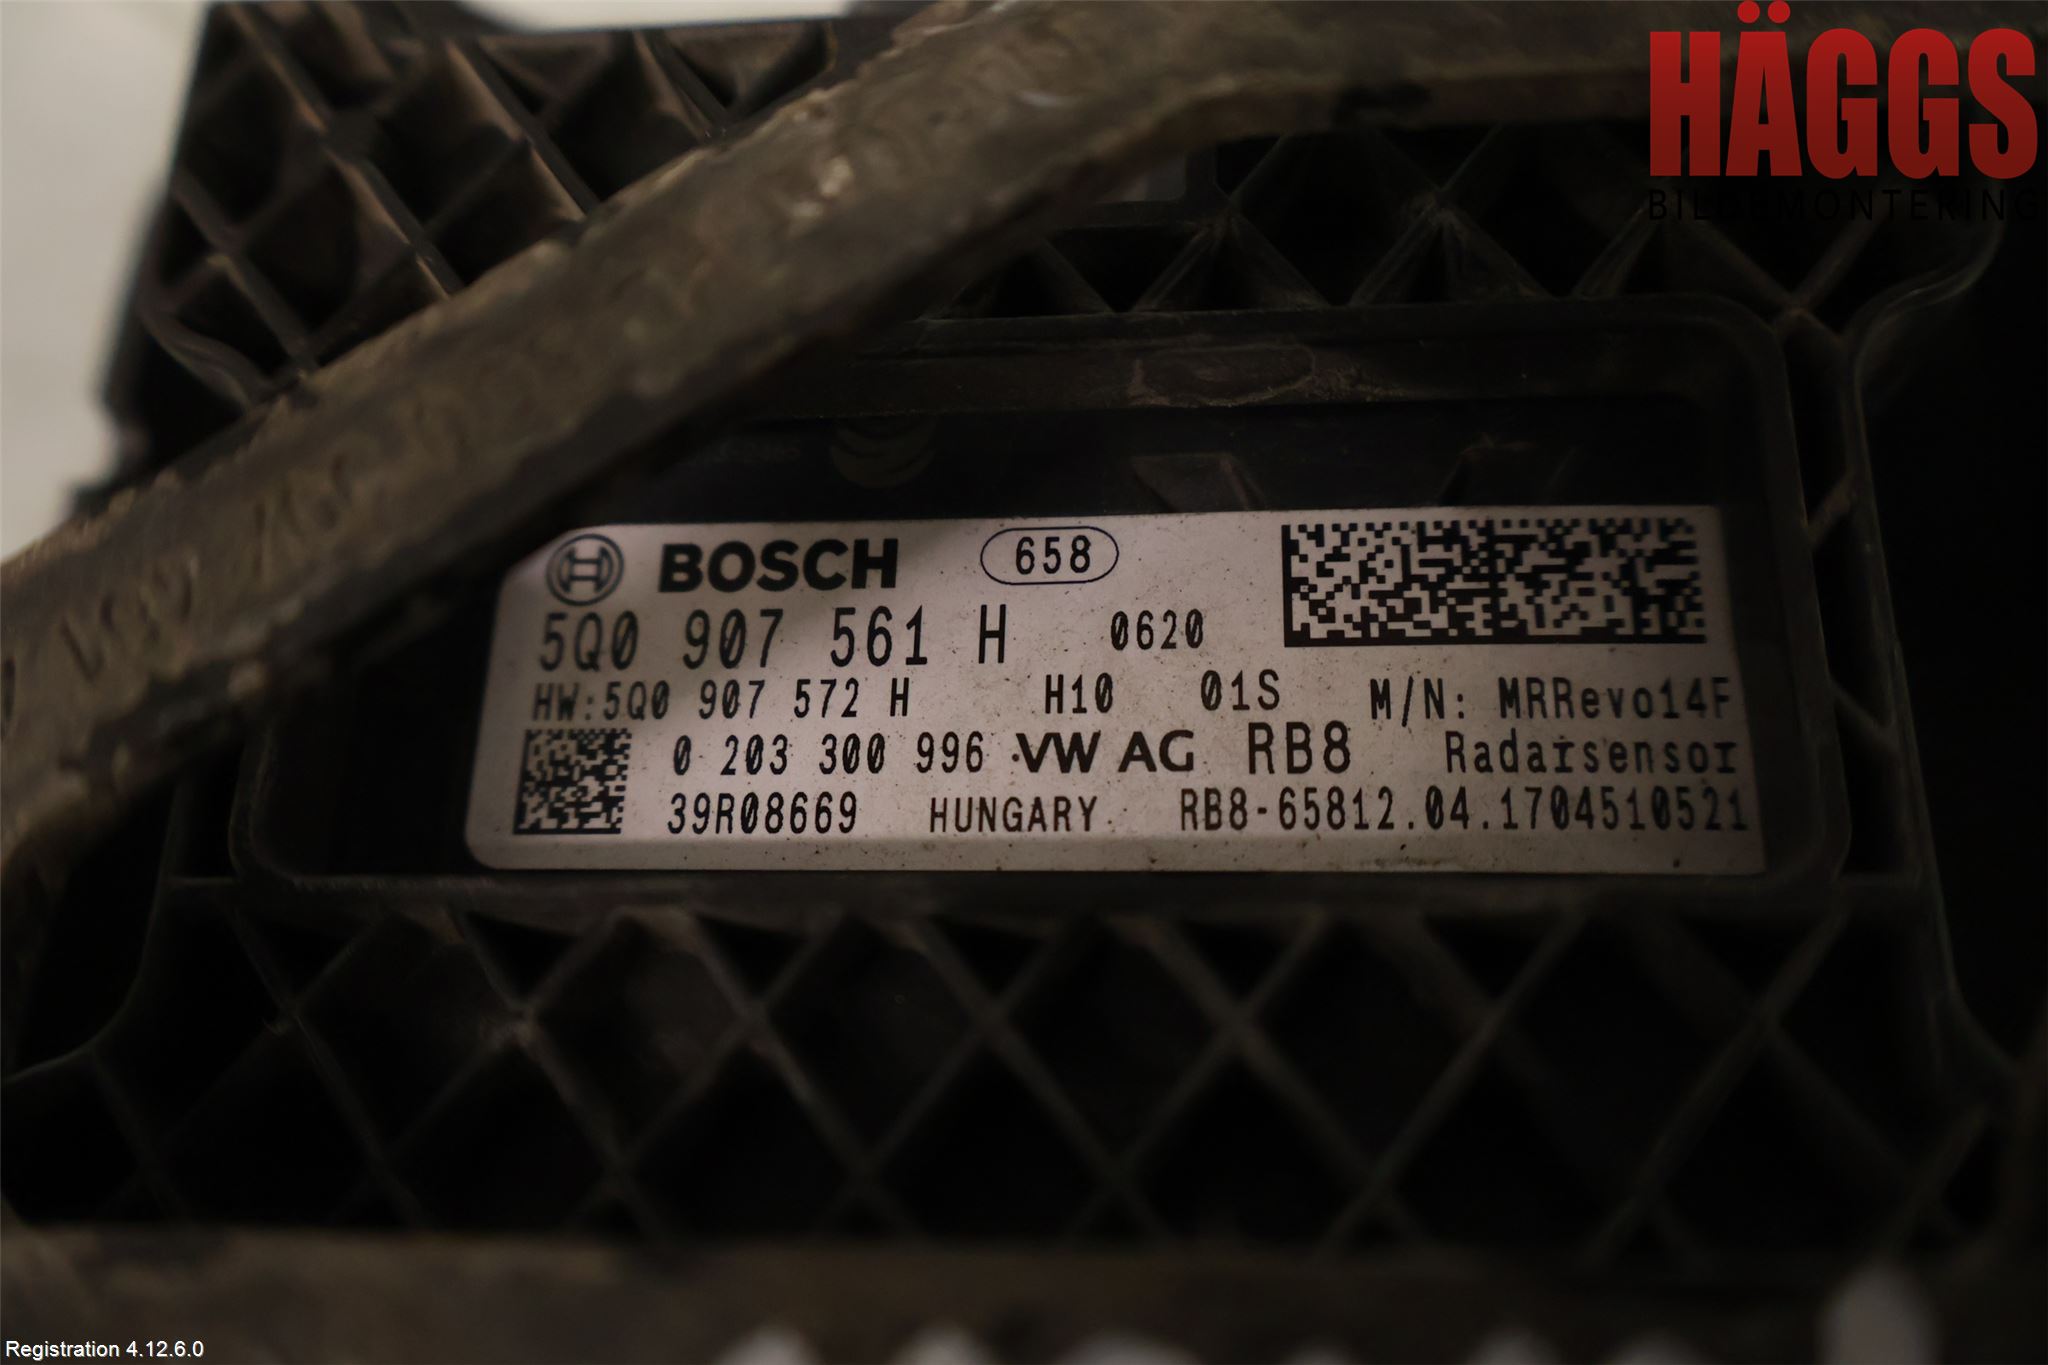 HÄGGS
BILDEMONTERING
BOSCH 658
5Q0 907 561 H 0620
HW:5Q0 907 572 H H10 01S M/N: MRRevo14F
0 203 300 996 VW AG RB8 Radarsensor
39R08669 HUNGARY RB8-65812.04.1704510521
Registration 4.12.6.0